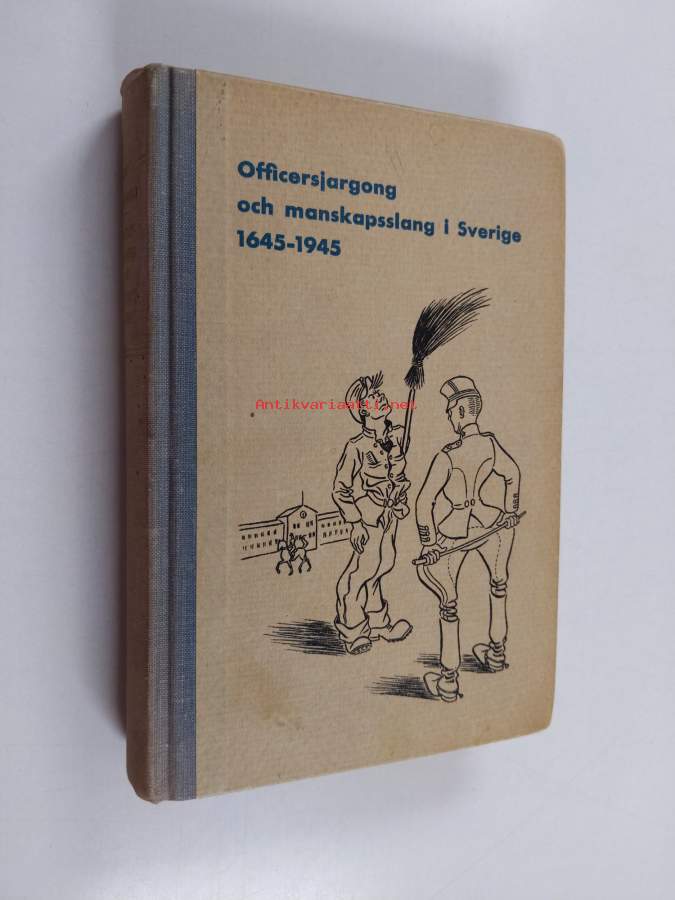 Officersjargong
och manskapsslang i Sverige
1645-1945
Antikvariaatti.net